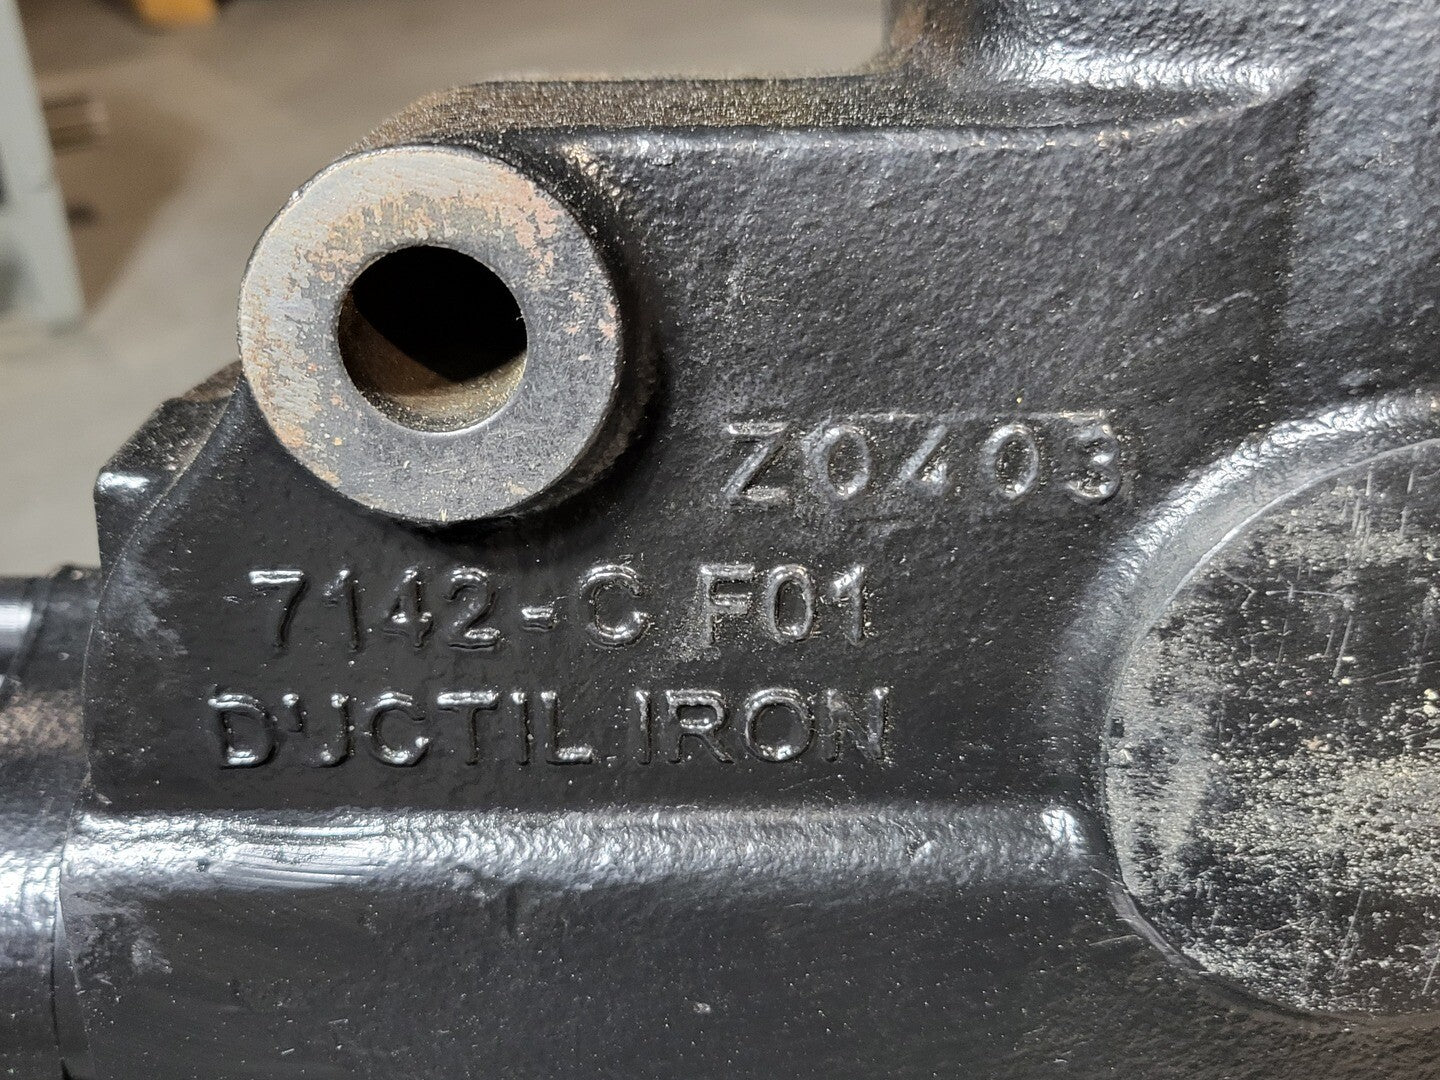 Z0403
7142-C F01
DUCTIL IRON